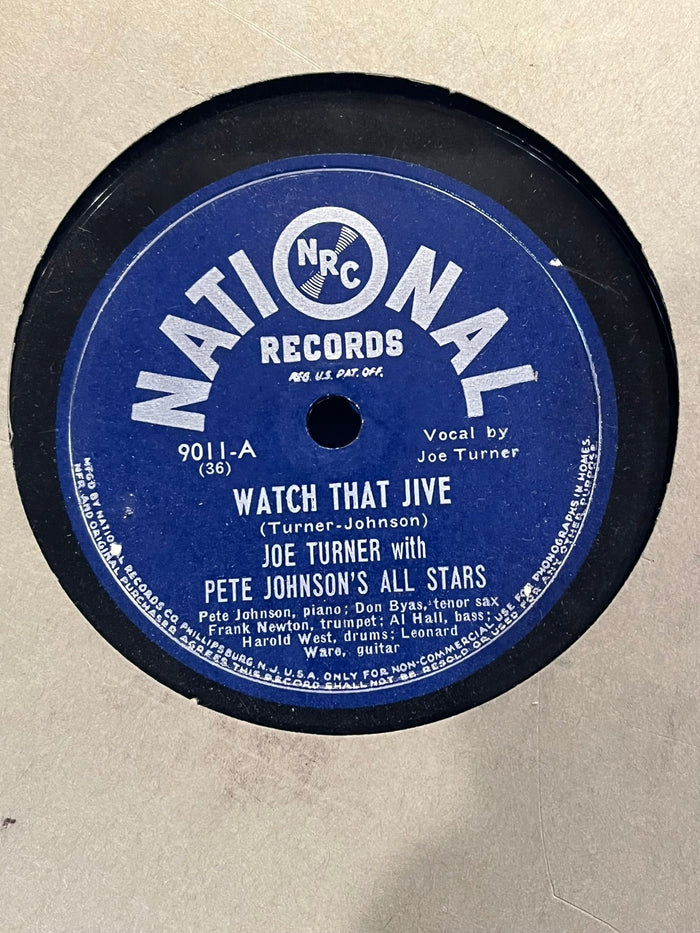 NATIONAL
NRC
RECORDS
REG. U.S. PAT. OFF.
9011-A
(36)
Vocal by
Joe Turner
WATCH THAT JIVE
(Turner-Johnson)
JOE TURNER with
PETE JOHNSON'S ALL STARS
Pete Johnson, piano; Don Byas, tenor sax
Frank Newton, trumpet; Al Hall, bass;
Harold West, drums; Leonard
Ware, guitar
MFG'D BY NATIONAL RECORDS CO. PHILLIPSBURG, N.J. U.S.A. ONLY FOR NON-COMMERCIAL USE FOR PHONOGRAPHS IN HOMES.
MFR. AND ORIGINAL PURCHASER AGREES THIS RECORD SHALL NOT BE RESOLD OR USED FOR ANY OTHER PURPOSE